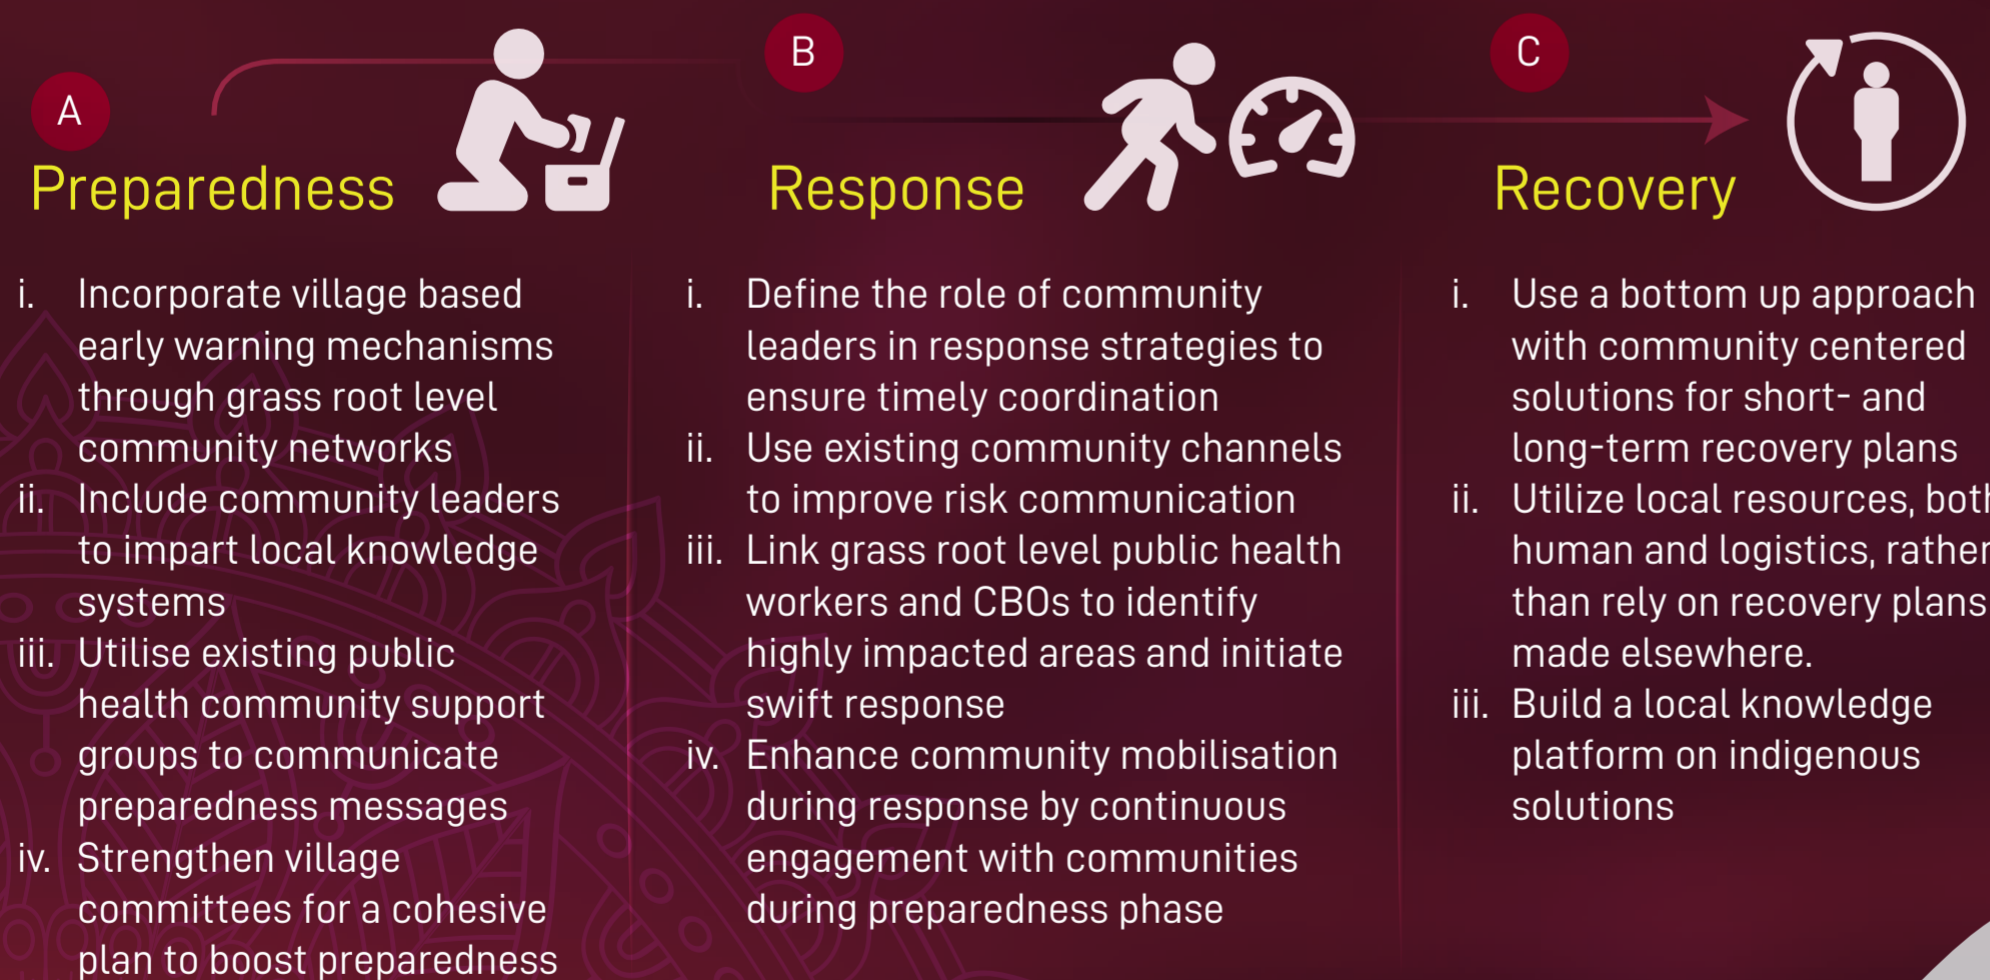 A
Preparedness
i. Incorporate village based
early warning mechanisms
through grass root level
community networks
ii. Include community leaders
to impart local knowledge
systems
iii. Utilise existing public
health community support
groups to communicate
preparedness messages
iv. Strengthen village
committees for a cohesive
plan to boost preparedness
B
Response
i. Define the role of community
leaders in response strategies to
ensure timely coordination
ii. Use existing community channels
to improve risk communication
iii. Link grass root level public health
workers and CBOs to identify
highly impacted areas and initiate
swift response
iv. Enhance community mobilisation
during response by continuous
engagement with communities
during preparedness phase
C
Recovery
i. Use a bottom up approach
with community centered
solutions for short- and
long-term recovery plans
ii. Utilize local resources, both
human and logistics, rather
than rely on recovery plans
made elsewhere.
iii. Build a local knowledge
platform on indigenous
solutions